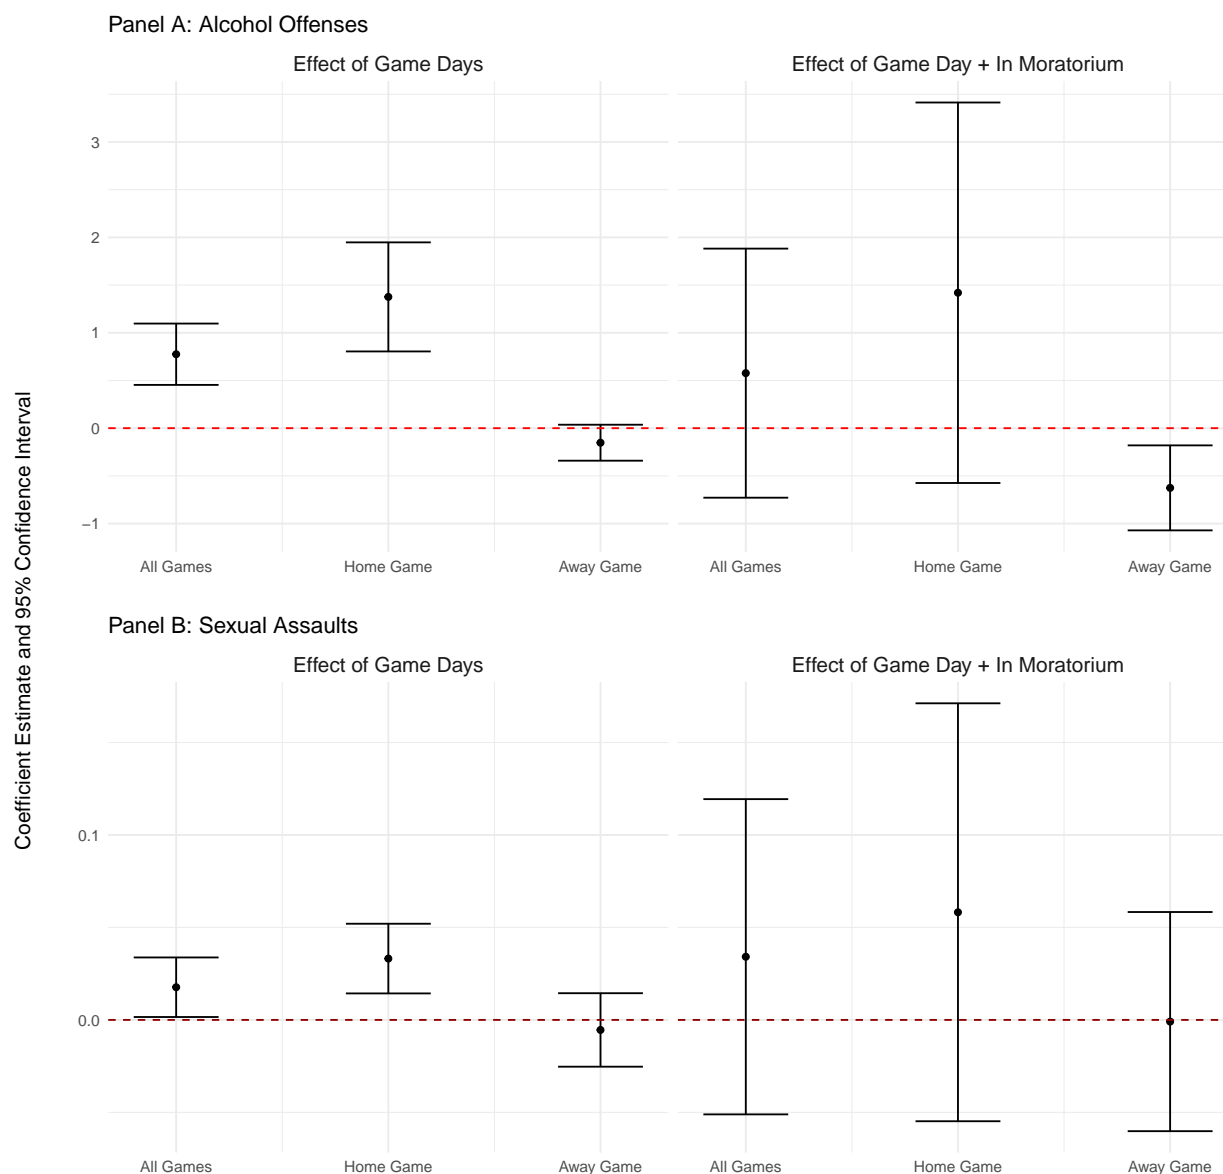 Panel A: Alcohol Offenses
Effect of Game Days
Effect of Game Day + In Moratorium
3
2
1
0
−1
All Games
Home Game
Away Game
All Games
Home Game
Away Game
Coefficient Estimate and 95% Confidence Interval
Panel B: Sexual Assaults
Effect of Game Days
Effect of Game Day + In Moratorium
0.1
0.0
All Games
Home Game
Away Game
All Games
Home Game
Away Game